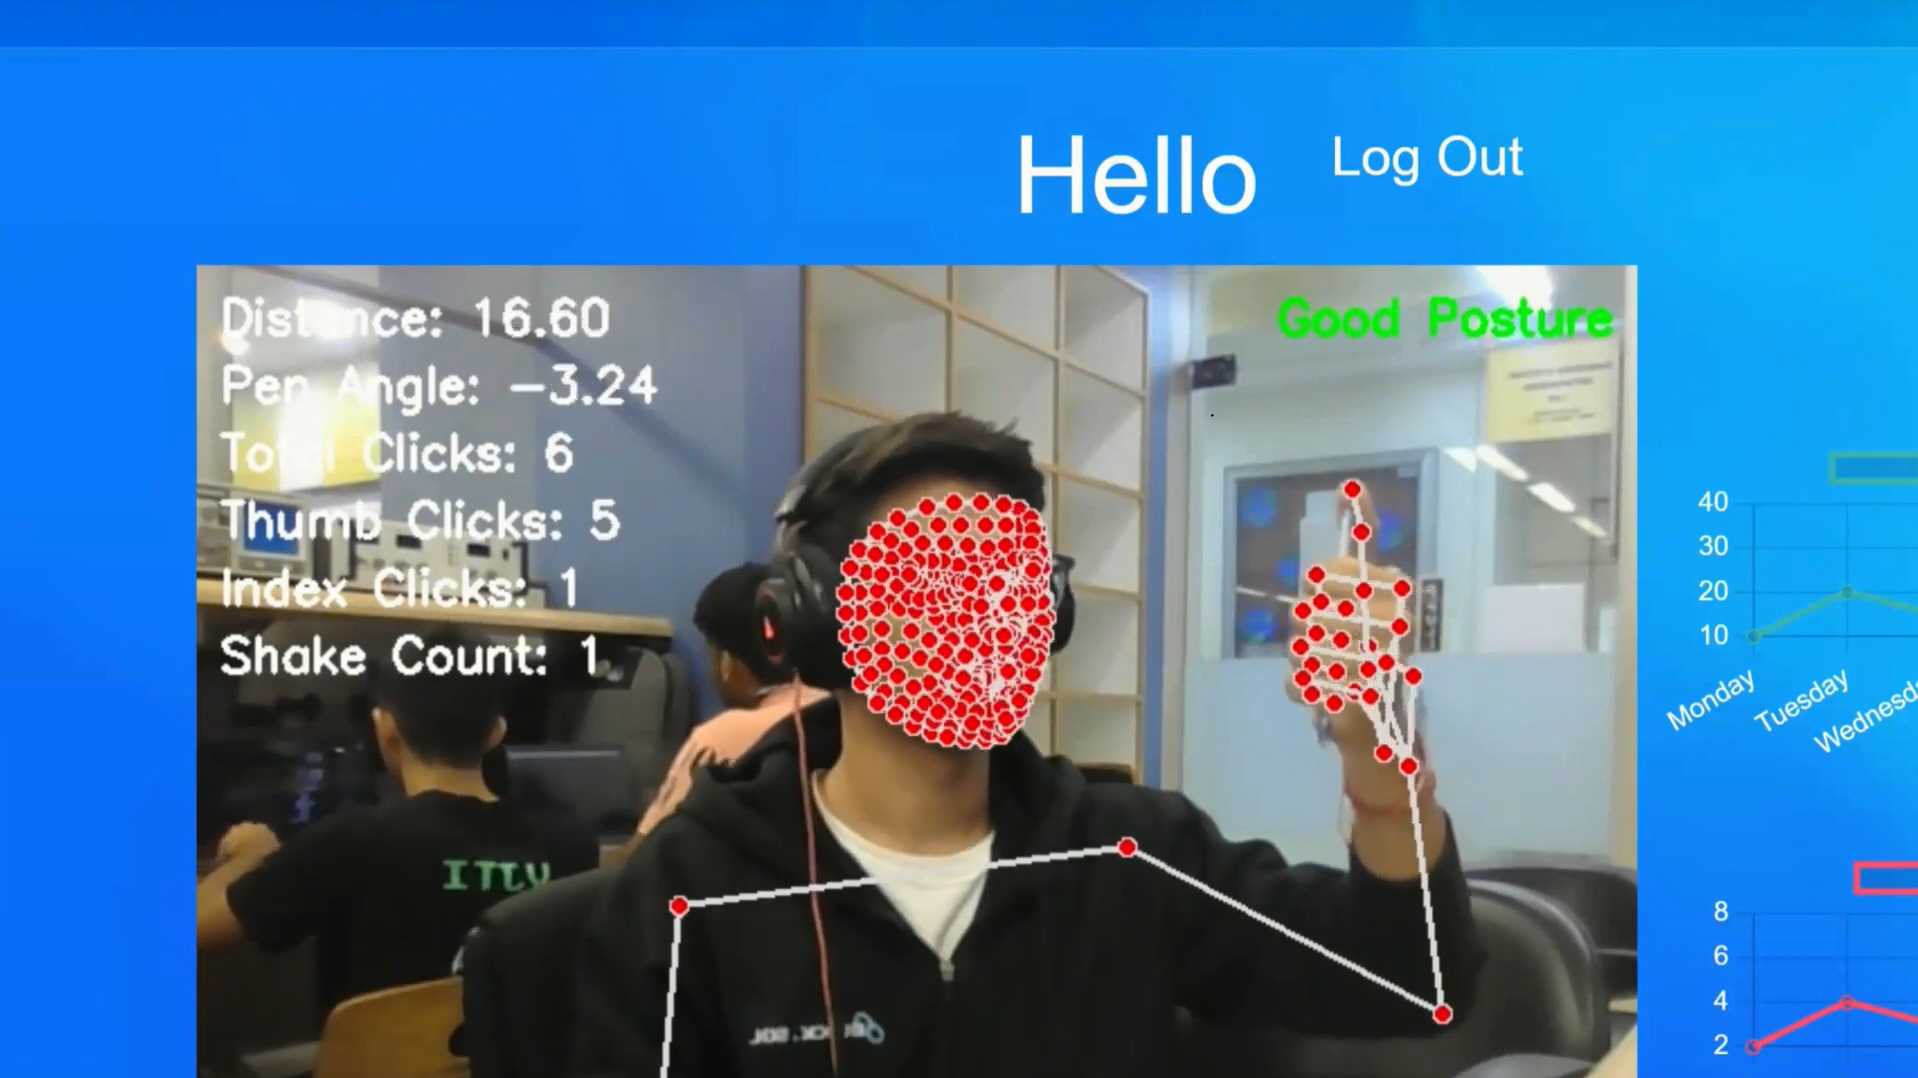 Hello
Log Out
Distance: 16.60
Good Posture
Pen Angle: -3.24
Total Clicks: 6
Thumb Clicks: 5
Index Clicks: 1
Shake Count: 1
40
30
20
10
Monday
Tuesday
8
6
4
2